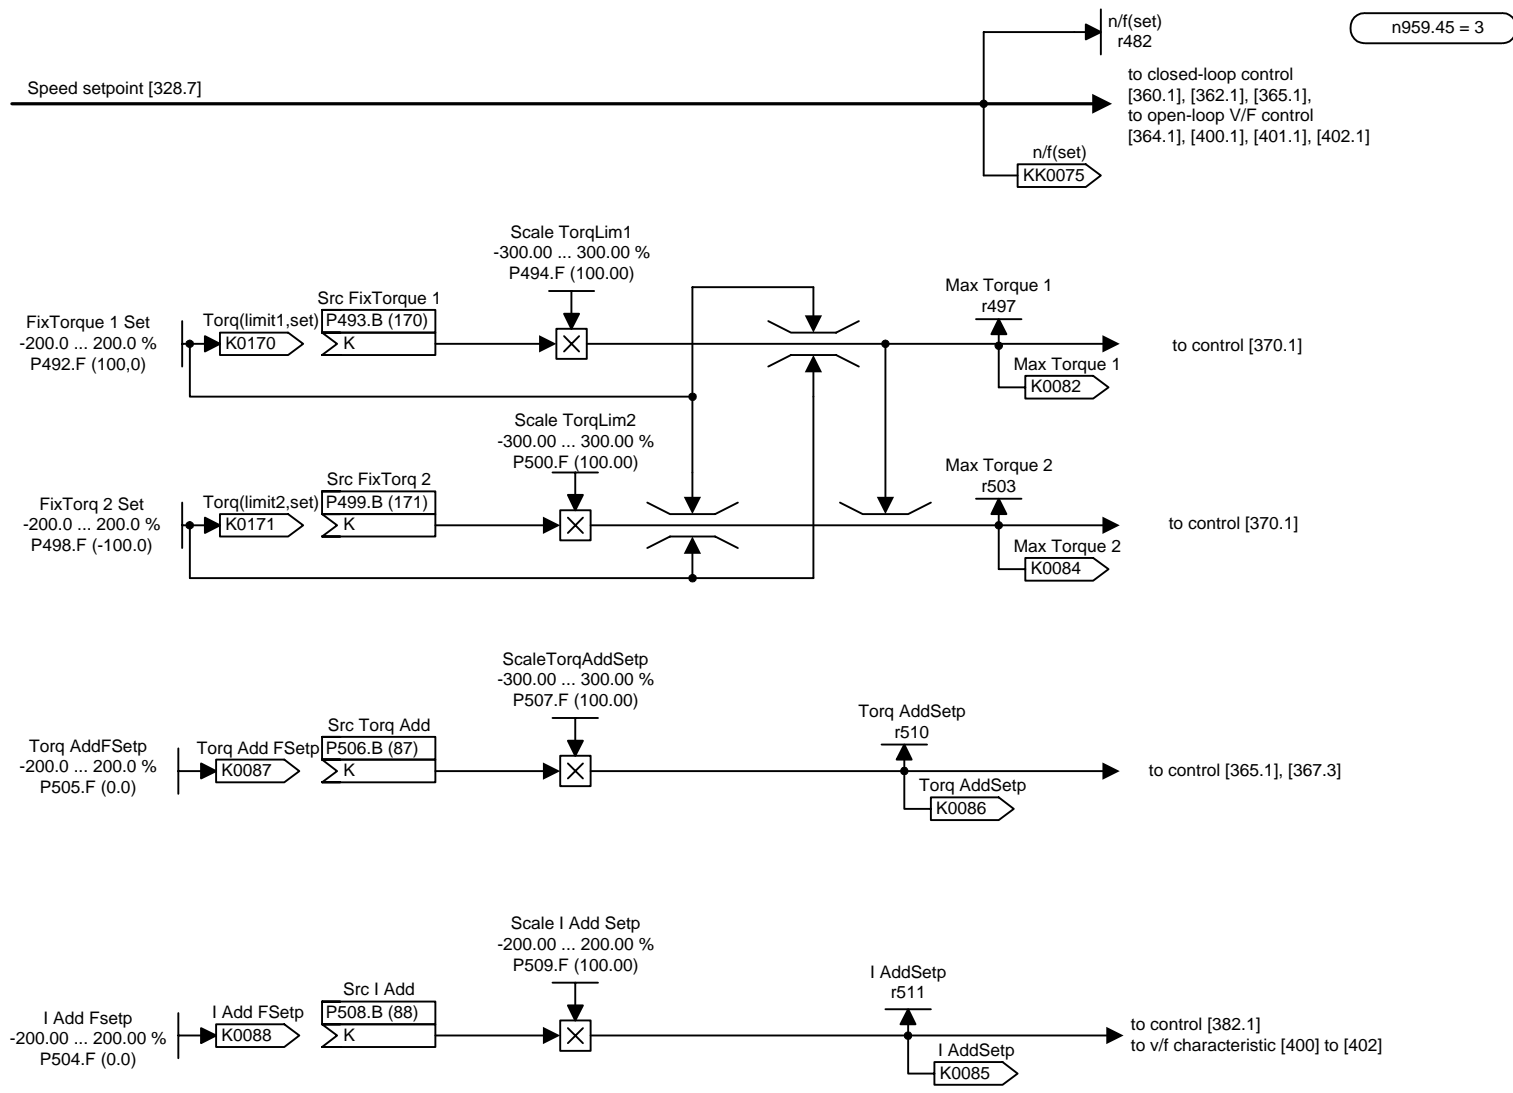 n/f(set)
r482
n959.45 = 3
Speed setpoint [328.7]
to closed-loop control
[360.1], [362.1], [365.1],
to open-loop V/F control
[364.1], [400.1], [401.1], [402.1]
n/f(set)
KK0075
Scale TorqLim1
-300.00 ... 300.00 %
P494.F (100.00)
FixTorque 1 Set
-200.0 ... 200.0 %
P492.F (100,0)
Torq(limit1,set)
K0170
Src FixTorque 1
P493.B (170)
K
Max Torque 1
r497
to control [370.1]
Max Torque 1
K0082
Scale TorqLim2
-300.00 ... 300.00 %
P500.F (100.00)
FixTorq 2 Set
-200.0 ... 200.0 %
P498.F (-100.0)
Torq(limit2,set)
K0171
Src FixTorq 2
P499.B (171)
K
Max Torque 2
r503
to control [370.1]
Max Torque 2
K0084
ScaleTorqAddSetp
-300.00 ... 300.00 %
P507.F (100.00)
Torq AddFSetp
-200.0 ... 200.0 %
P505.F (0.0)
Torq Add FSetp
K0087
Src Torq Add
P506.B (87)
K
Torq AddSetp
r510
to control [365.1], [367.3]
Torq AddSetp
K0086
Scale I Add Setp
-200.00 ... 200.00 %
P509.F (100.00)
I Add Fsetp
-200.00 ... 200.00 %
P504.F (0.0)
I Add FSetp
K0088
Src I Add
P508.B (88)
K
I AddSetp
r511
to control [382.1]
to v/f characteristic [400] to [402]
I AddSetp
K0085